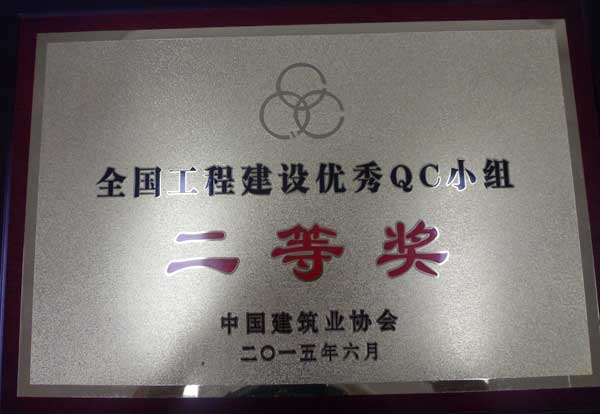 全国工程建设优秀QC小组
二等奖
中国建筑业协会
二〇一五年六月